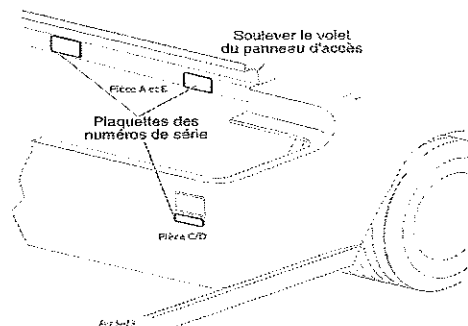 Soulever le volet
du panneau d'accès
Pièce A et E
Plaquettes des
numéros de série
Pièce C/D